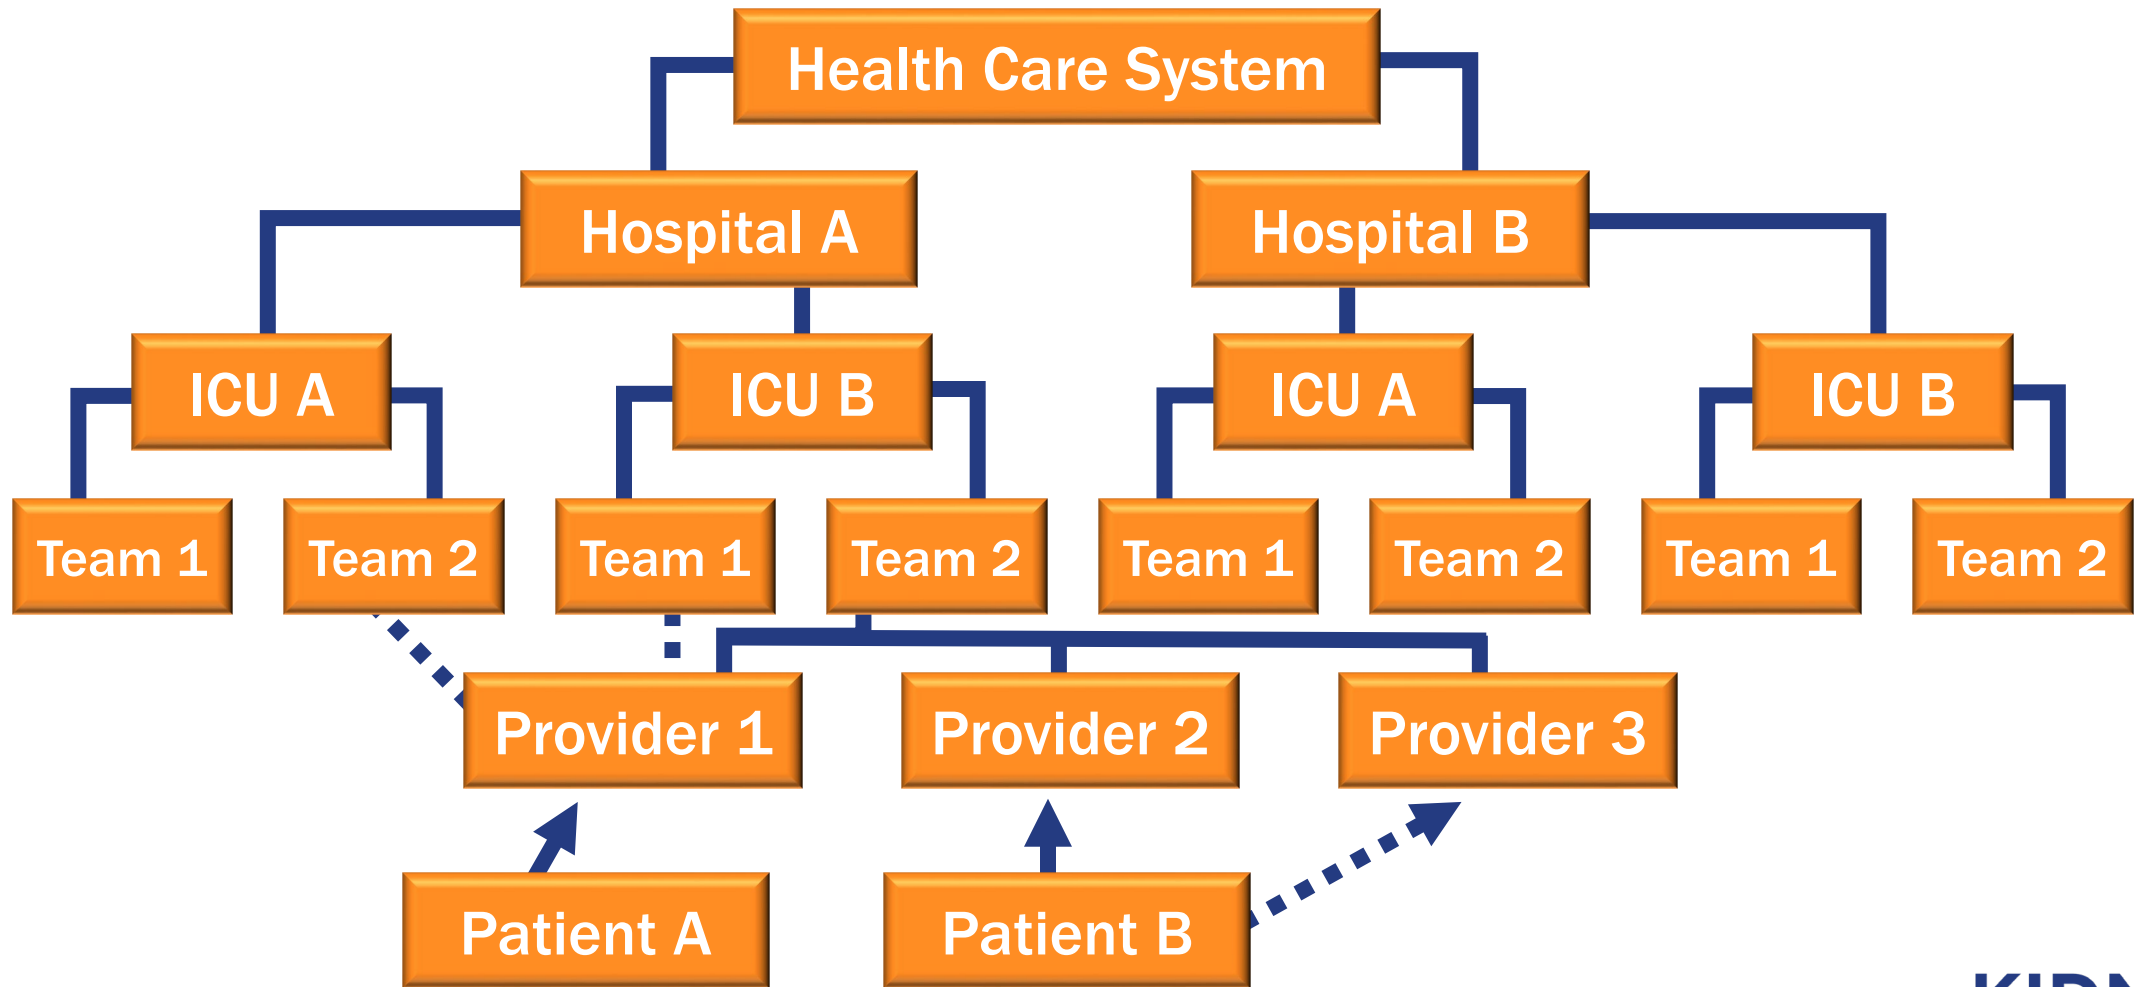 Health Care System
Hospital A
Hospital B
ICU A
ICU B
ICU A
ICU B
Team 1
Team 2
Team 1
Team 2
Team 1
Team 2
Team 1
Team 2
Provider 1
Provider 2
Provider 3
Patient A
Patient B